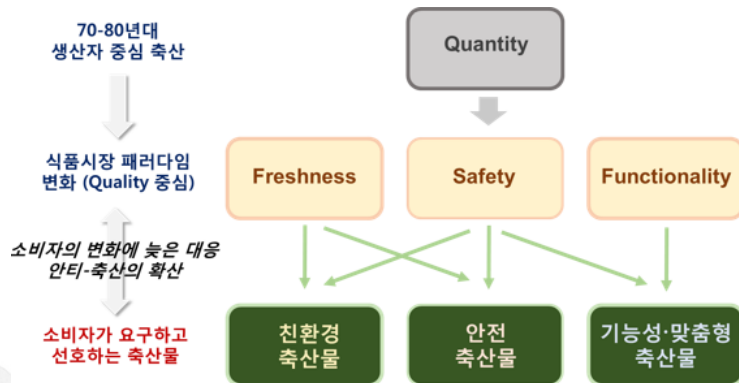 70-80년대
생산자 중심 축산
Quantity
식품시장 패러다임
변화 (Quality 중심)
Freshness
Safety
Functionality
소비자의 변화에 늦은 대응
안티-축산의 확산
소비자가 요구하고
선호하는 축산물
친환경
축산물
안전
축산물
기능성·맞춤형
축산물